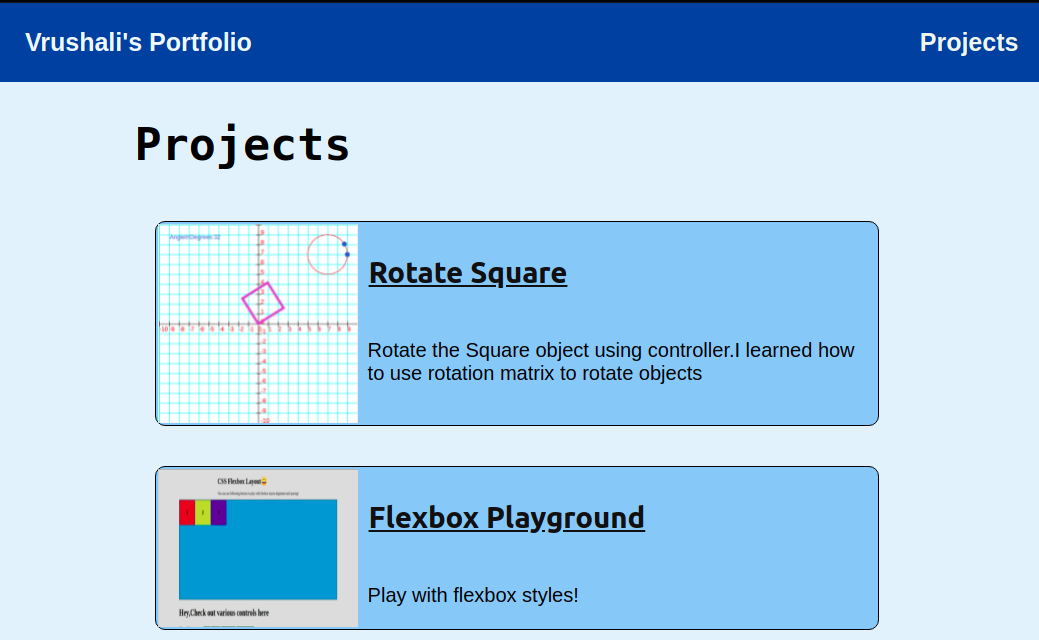 Vrushali's Portfolio
Projects
Projects
Rotate Square
Rotate the Square object using controller.I learned how
to use rotation matrix to rotate objects
CSS Flexbox Layout😄
Flexbox Playground
Play with flexbox styles!
Hey,Check out various controls here